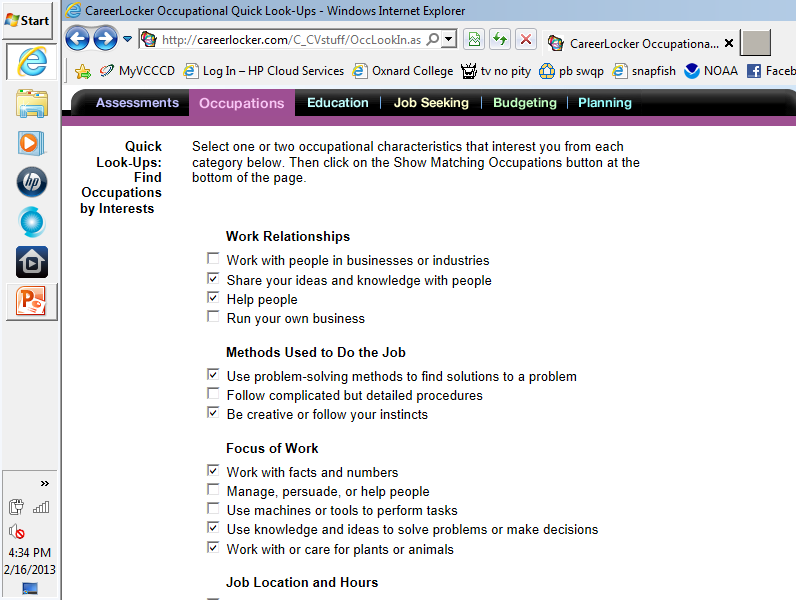 CareerLocker Occupational Quick Look-Ups - Windows Internet Explorer
Start
http://careerlocker.com/C_CVstuff/OccLookIn.as
CareerLocker Occupationa...
MyVCCCD
Log In – HP Cloud Services
Oxnard College
tv no pity
pb swqp
snapfish
NOAA
Faceb
Assessments
Occupations
Education
Job Seeking
Budgeting
Planning
Quick
Look-Ups:
Find
Occupations
by Interests
Select one or two occupational characteristics that interest you from each
category below. Then click on the Show Matching Occupations button at the
bottom of the page.
Work Relationships
Work with people in businesses or industries
Share your ideas and knowledge with people
Help people
Run your own business
Methods Used to Do the Job
Use problem-solving methods to find solutions to a problem
Follow complicated but detailed procedures
Be creative or follow your instincts
Focus of Work
Work with facts and numbers
Manage, persuade, or help people
Use machines or tools to perform tasks
Use knowledge and ideas to solve problems or make decisions
Work with or care for plants or animals
Job Location and Hours
hp
P
4:34 PM
2/16/2013